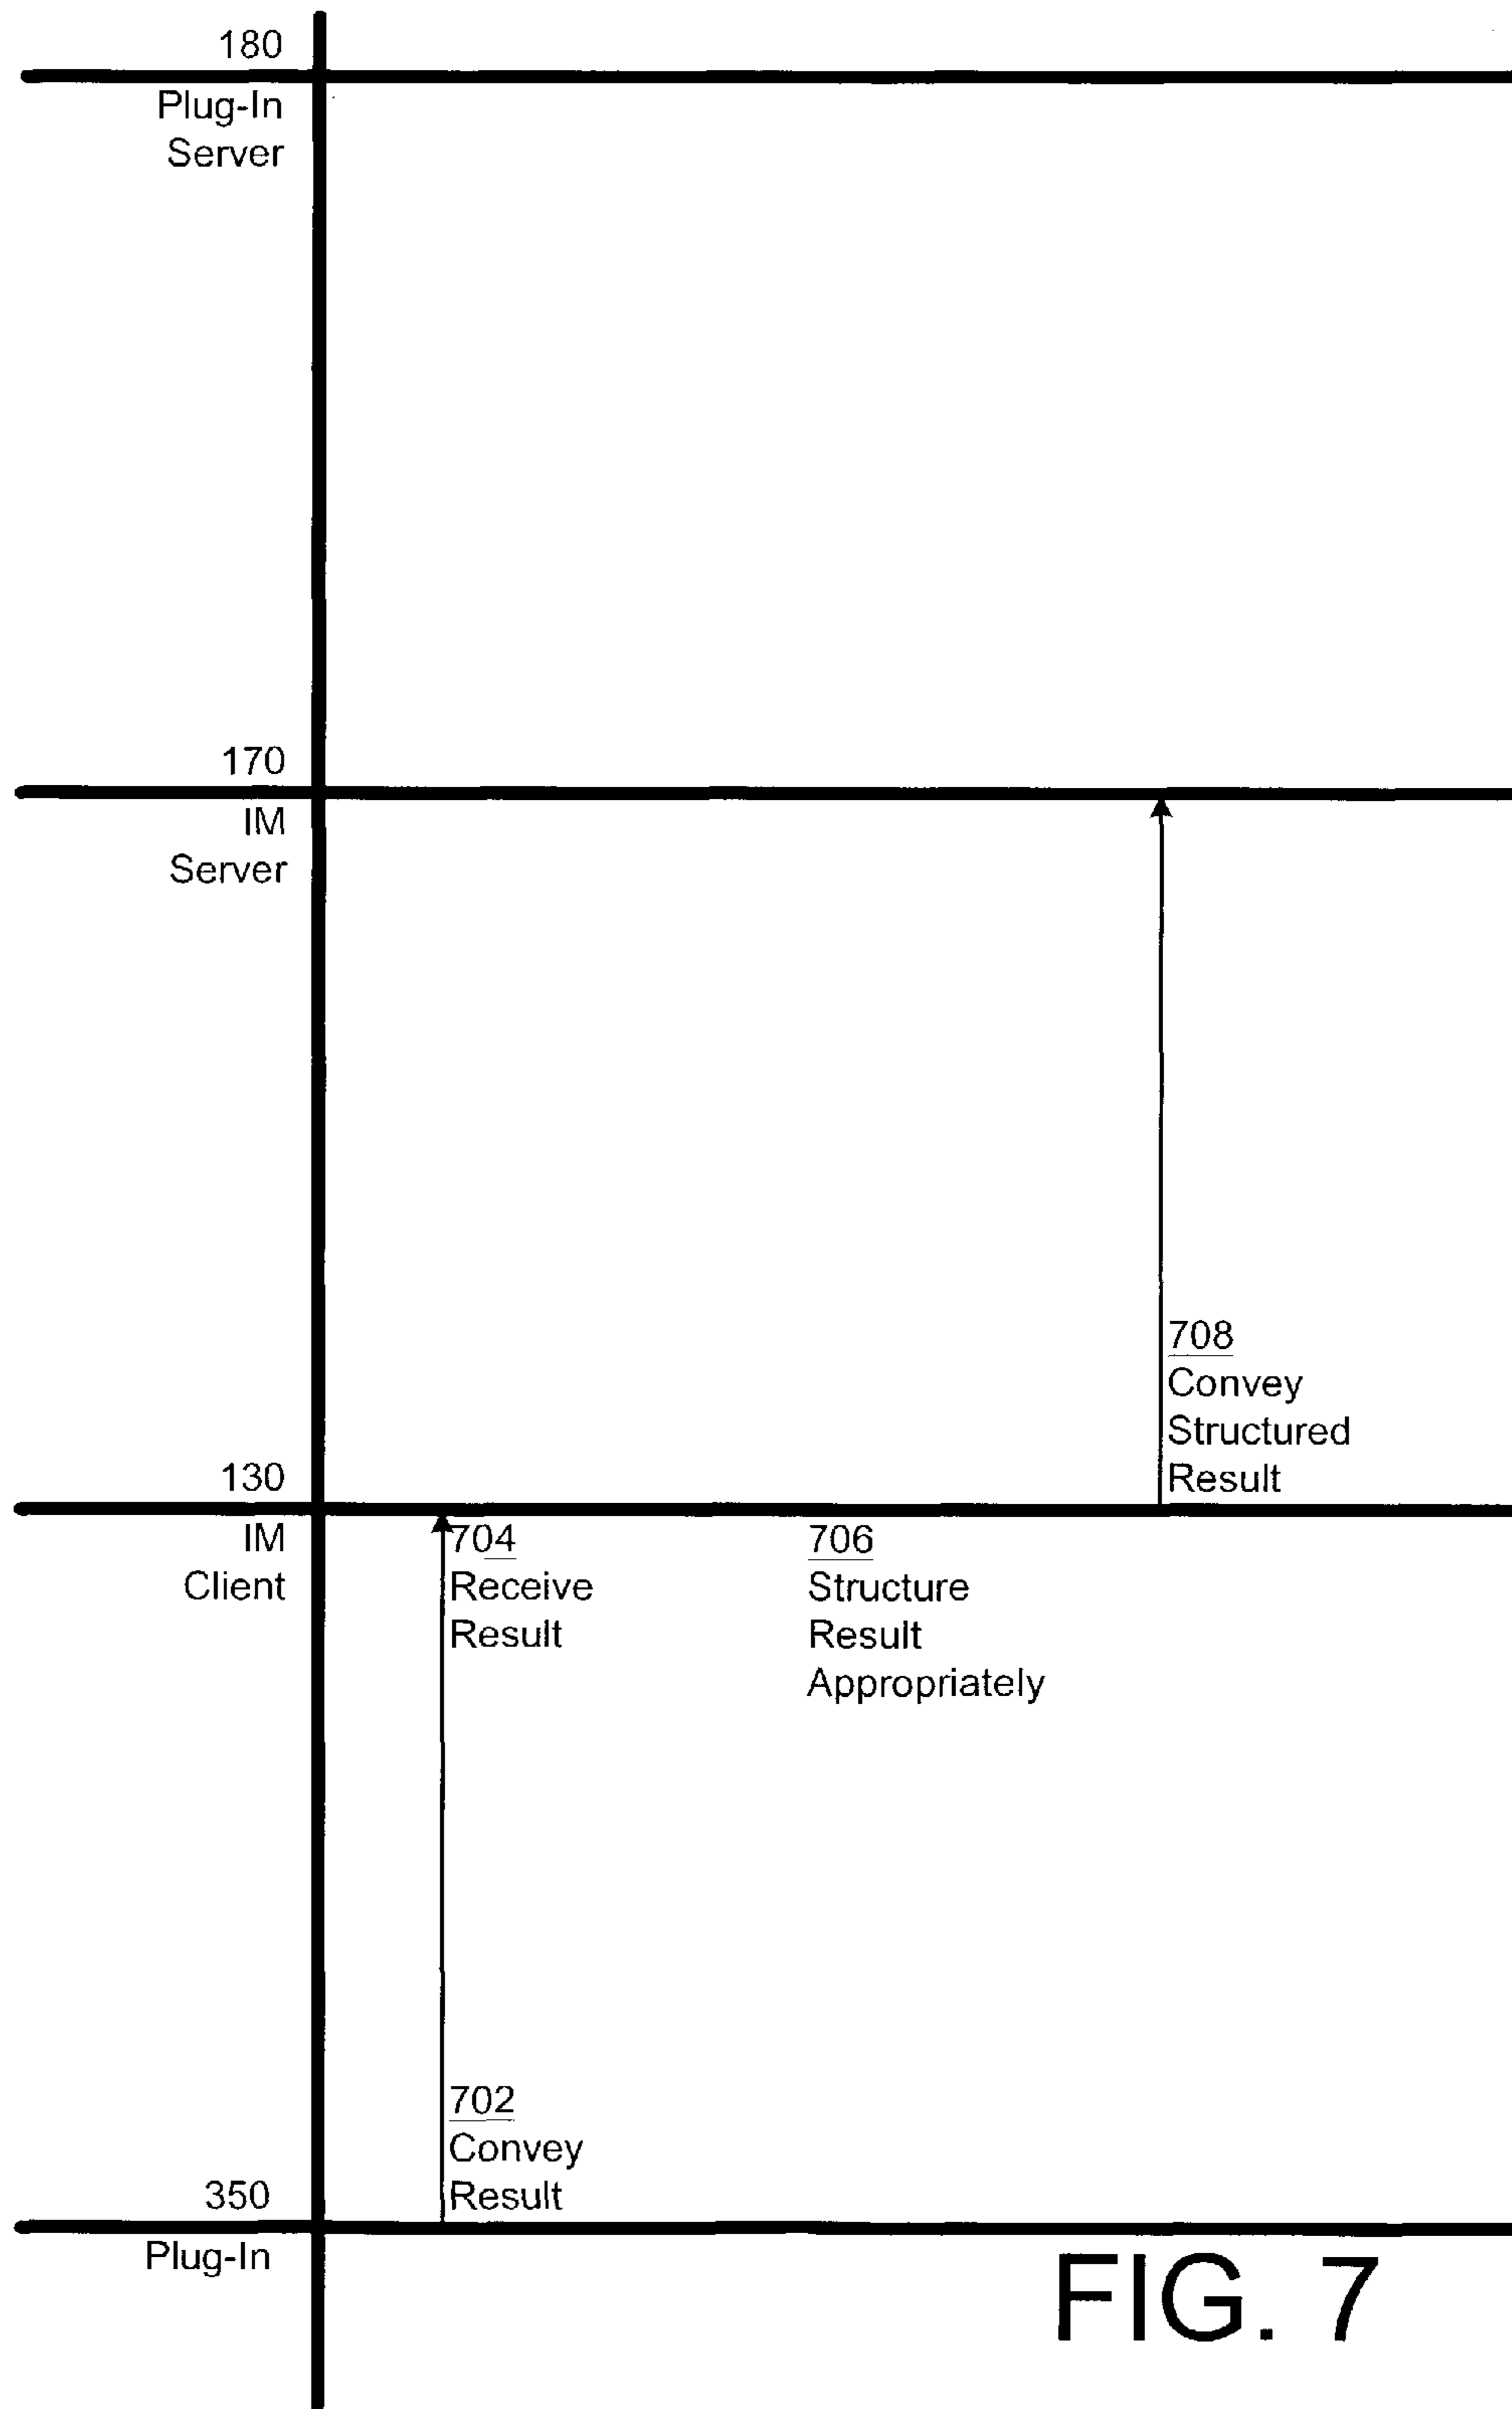 180
Plug-In
Server
170
IM
Server
708
Convey
Structured
Result
130
IM
Client
704
Receive
Result
706
Structure
Result
Appropriately
702
Convey
Result
350
Plug-In
FIG. 7